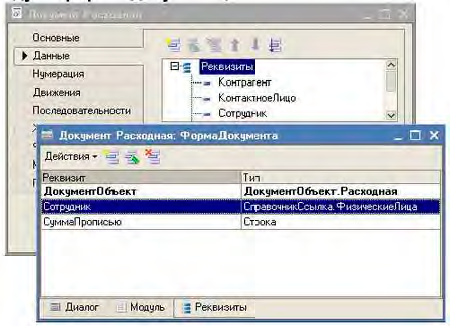 Документ Расходная
Основные
Данные
Нумерация
Движения
Последовательности
Реквизиты
Контрагент
КонтактноеЛицо
Сотрудник
Документ Расходная: ФормаДокумента
Действия
Реквизит Тип
ДокументОбъект ДокументОбъект.Расходная
Сотрудник СправочникСсылка.ФизическиеЛица
СуммаПрописью Строка
Диалог Модуль Реквизиты